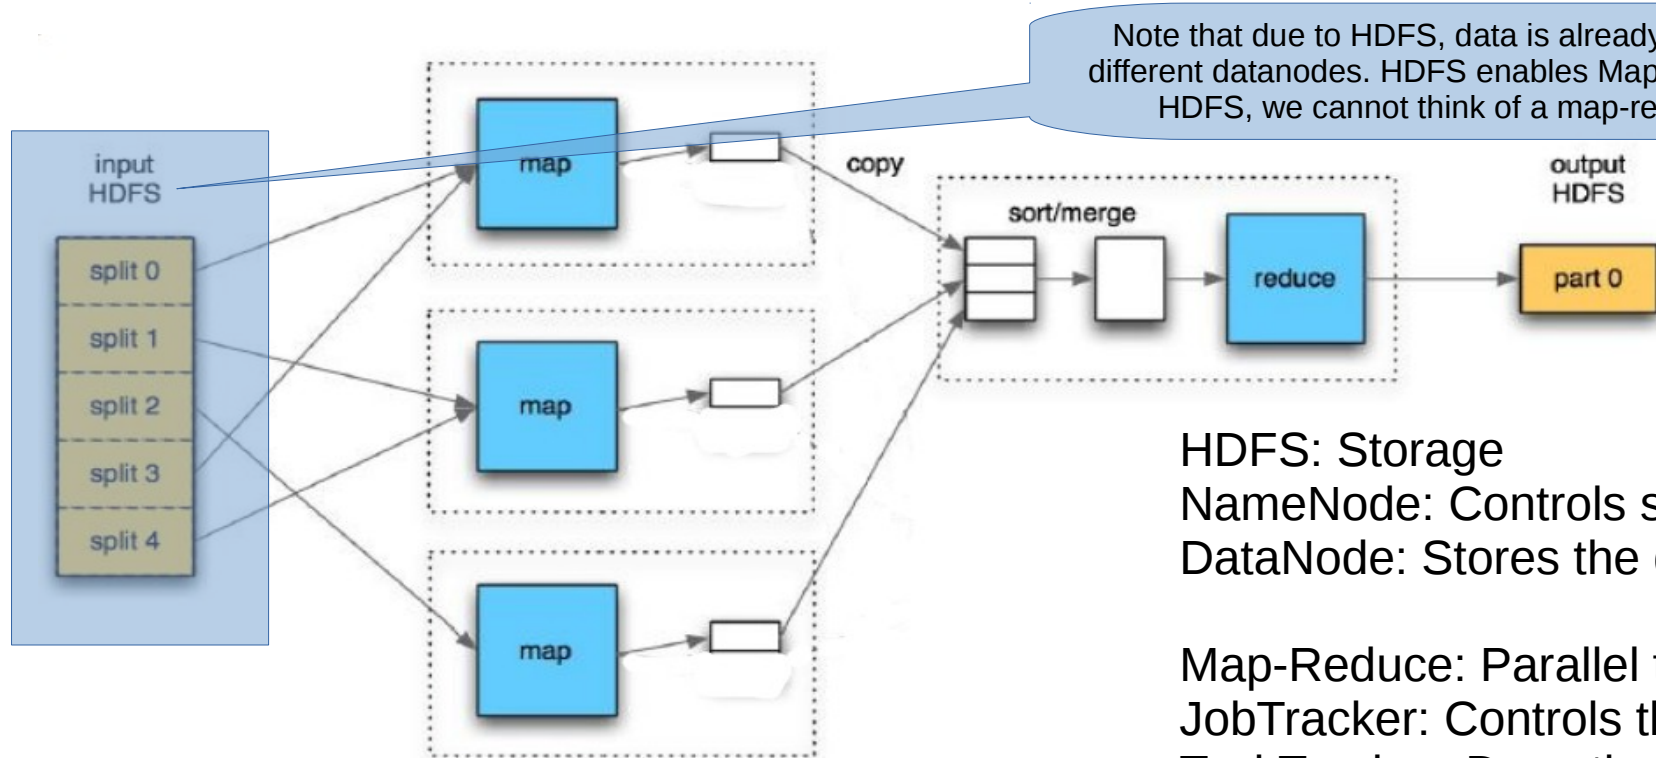 Note that due to HDFS, data is already
different datanodes. HDFS enables Map
HDFS, we cannot think of a map-re
input
HDFS
split 0
split 1
split 2
split 3
split 4
map
map
map
copy
sort/merge
reduce
output
HDFS
part 0
HDFS: Storage
NameNode: Controls s
DataNode: Stores the
Map-Reduce: Parallel
JobTracker: Controls th